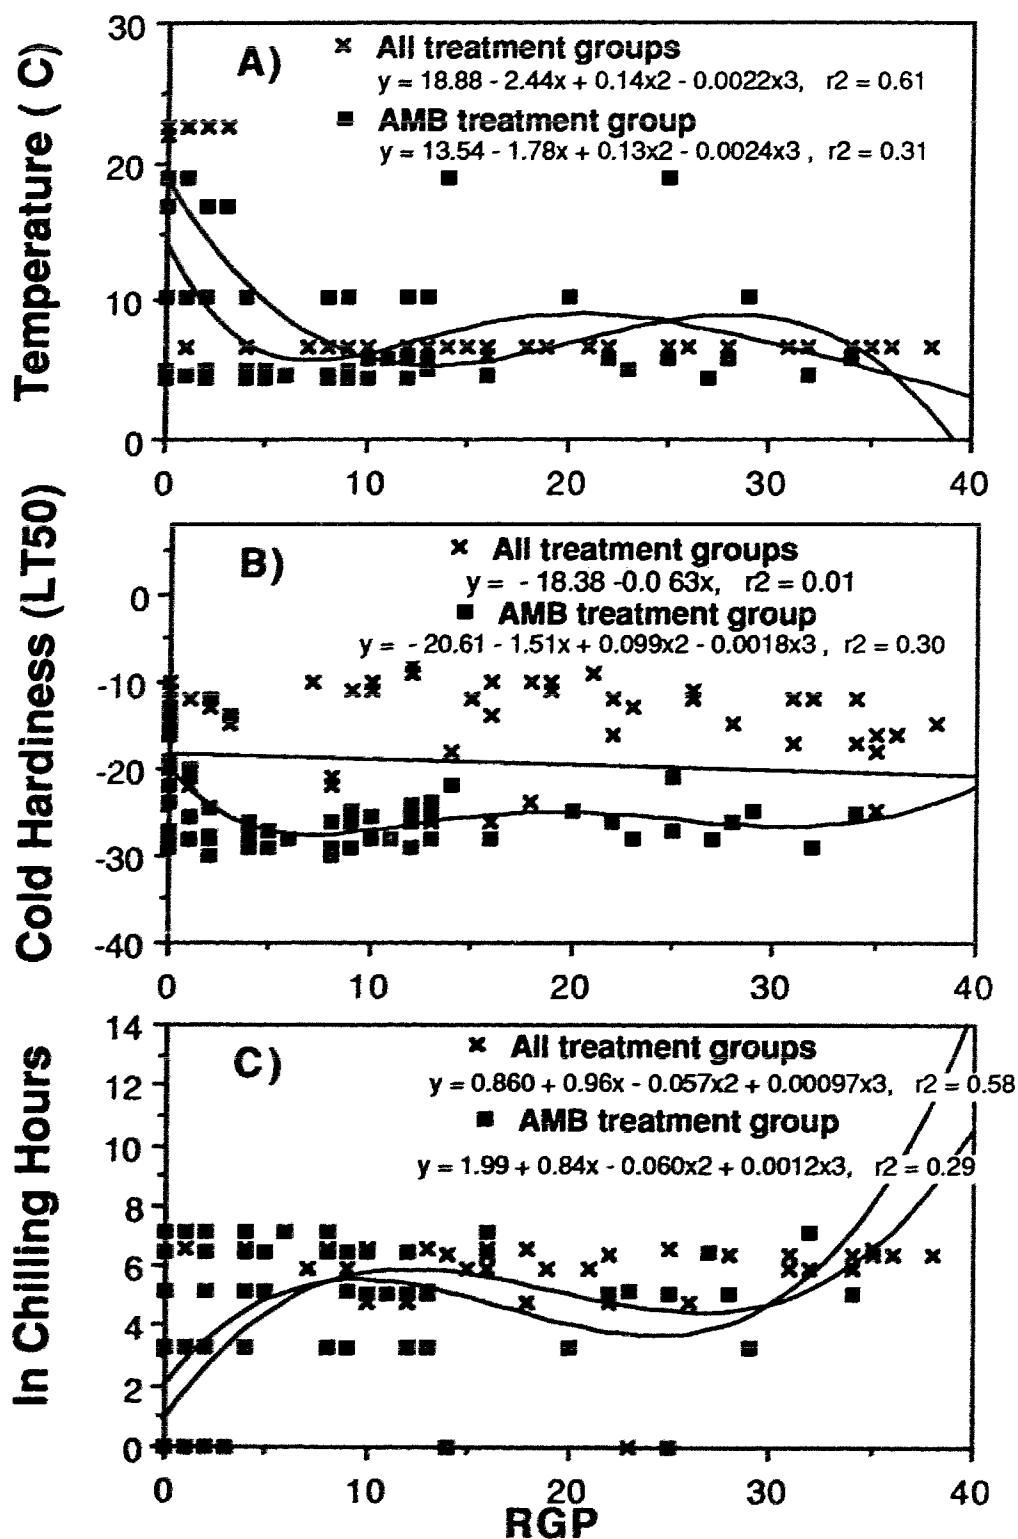 Temperature ( C)
30
20
10
0
A)
All treatment groups
y = 18.88 - 2.44x + 0.14x2 - 0.0022x3, r2 = 0.61
AMB treatment group
y = 13.54 - 1.78x + 0.13x2 - 0.0024x3 , r2 = 0.31
0 10 20 30 40
Cold Hardiness (LT50)
0
-10
-20
-30
-40
B)
All treatment groups
y = - 18.38 -0.0 63x, r2 = 0.01
AMB treatment group
y = - 20.61 - 1.51x + 0.099x2 - 0.0018x3 , r2 = 0.30
0 10 20 30 40
ln Chilling Hours
14
12
10
8
6
4
2
0
C)
All treatment groups
y = 0.860 + 0.96x - 0.057x2 + 0.00097x3, r2 = 0.58
AMB treatment group
y = 1.99 + 0.84x - 0.060x2 + 0.0012x3, r2 = 0.29
0 10 20 30 40
RGP